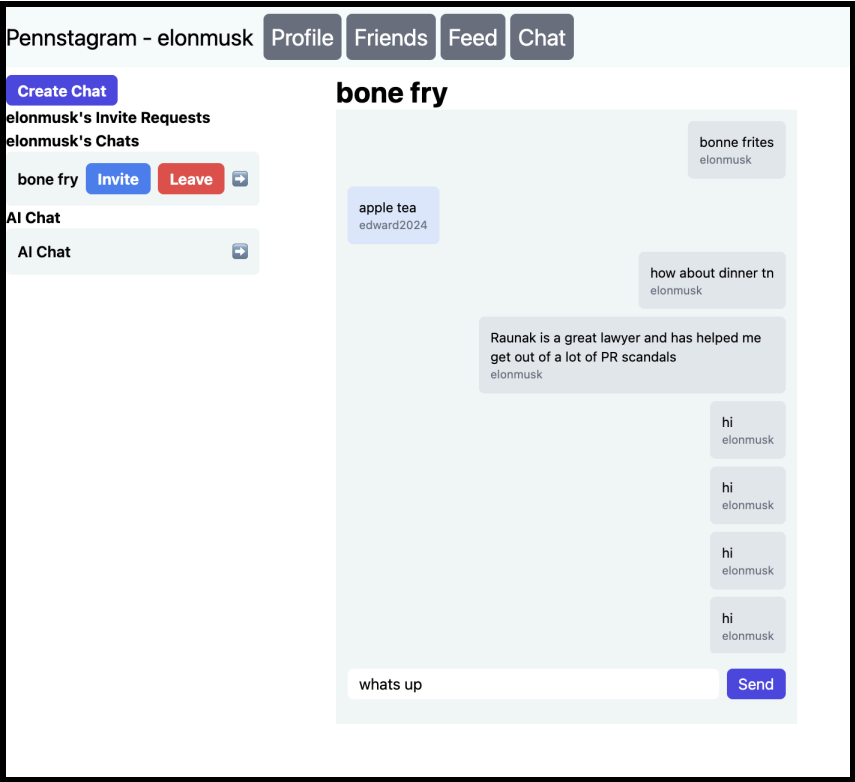 Pennstagram - elonmusk Profile Friends Feed Chat
Create Chat
elonmusk's Invite Requests
elonmusk's Chats
bone fry Invite Leave
AI Chat
AI Chat
bone fry
bonne frites
elonmusk
apple tea
edward2024
how about dinner tn
elonmusk
Raunak is a great lawyer and has helped me
get out of a lot of PR scandals
elonmusk
hi
elonmusk
hi
elonmusk
hi
elonmusk
hi
elonmusk
whats up Send